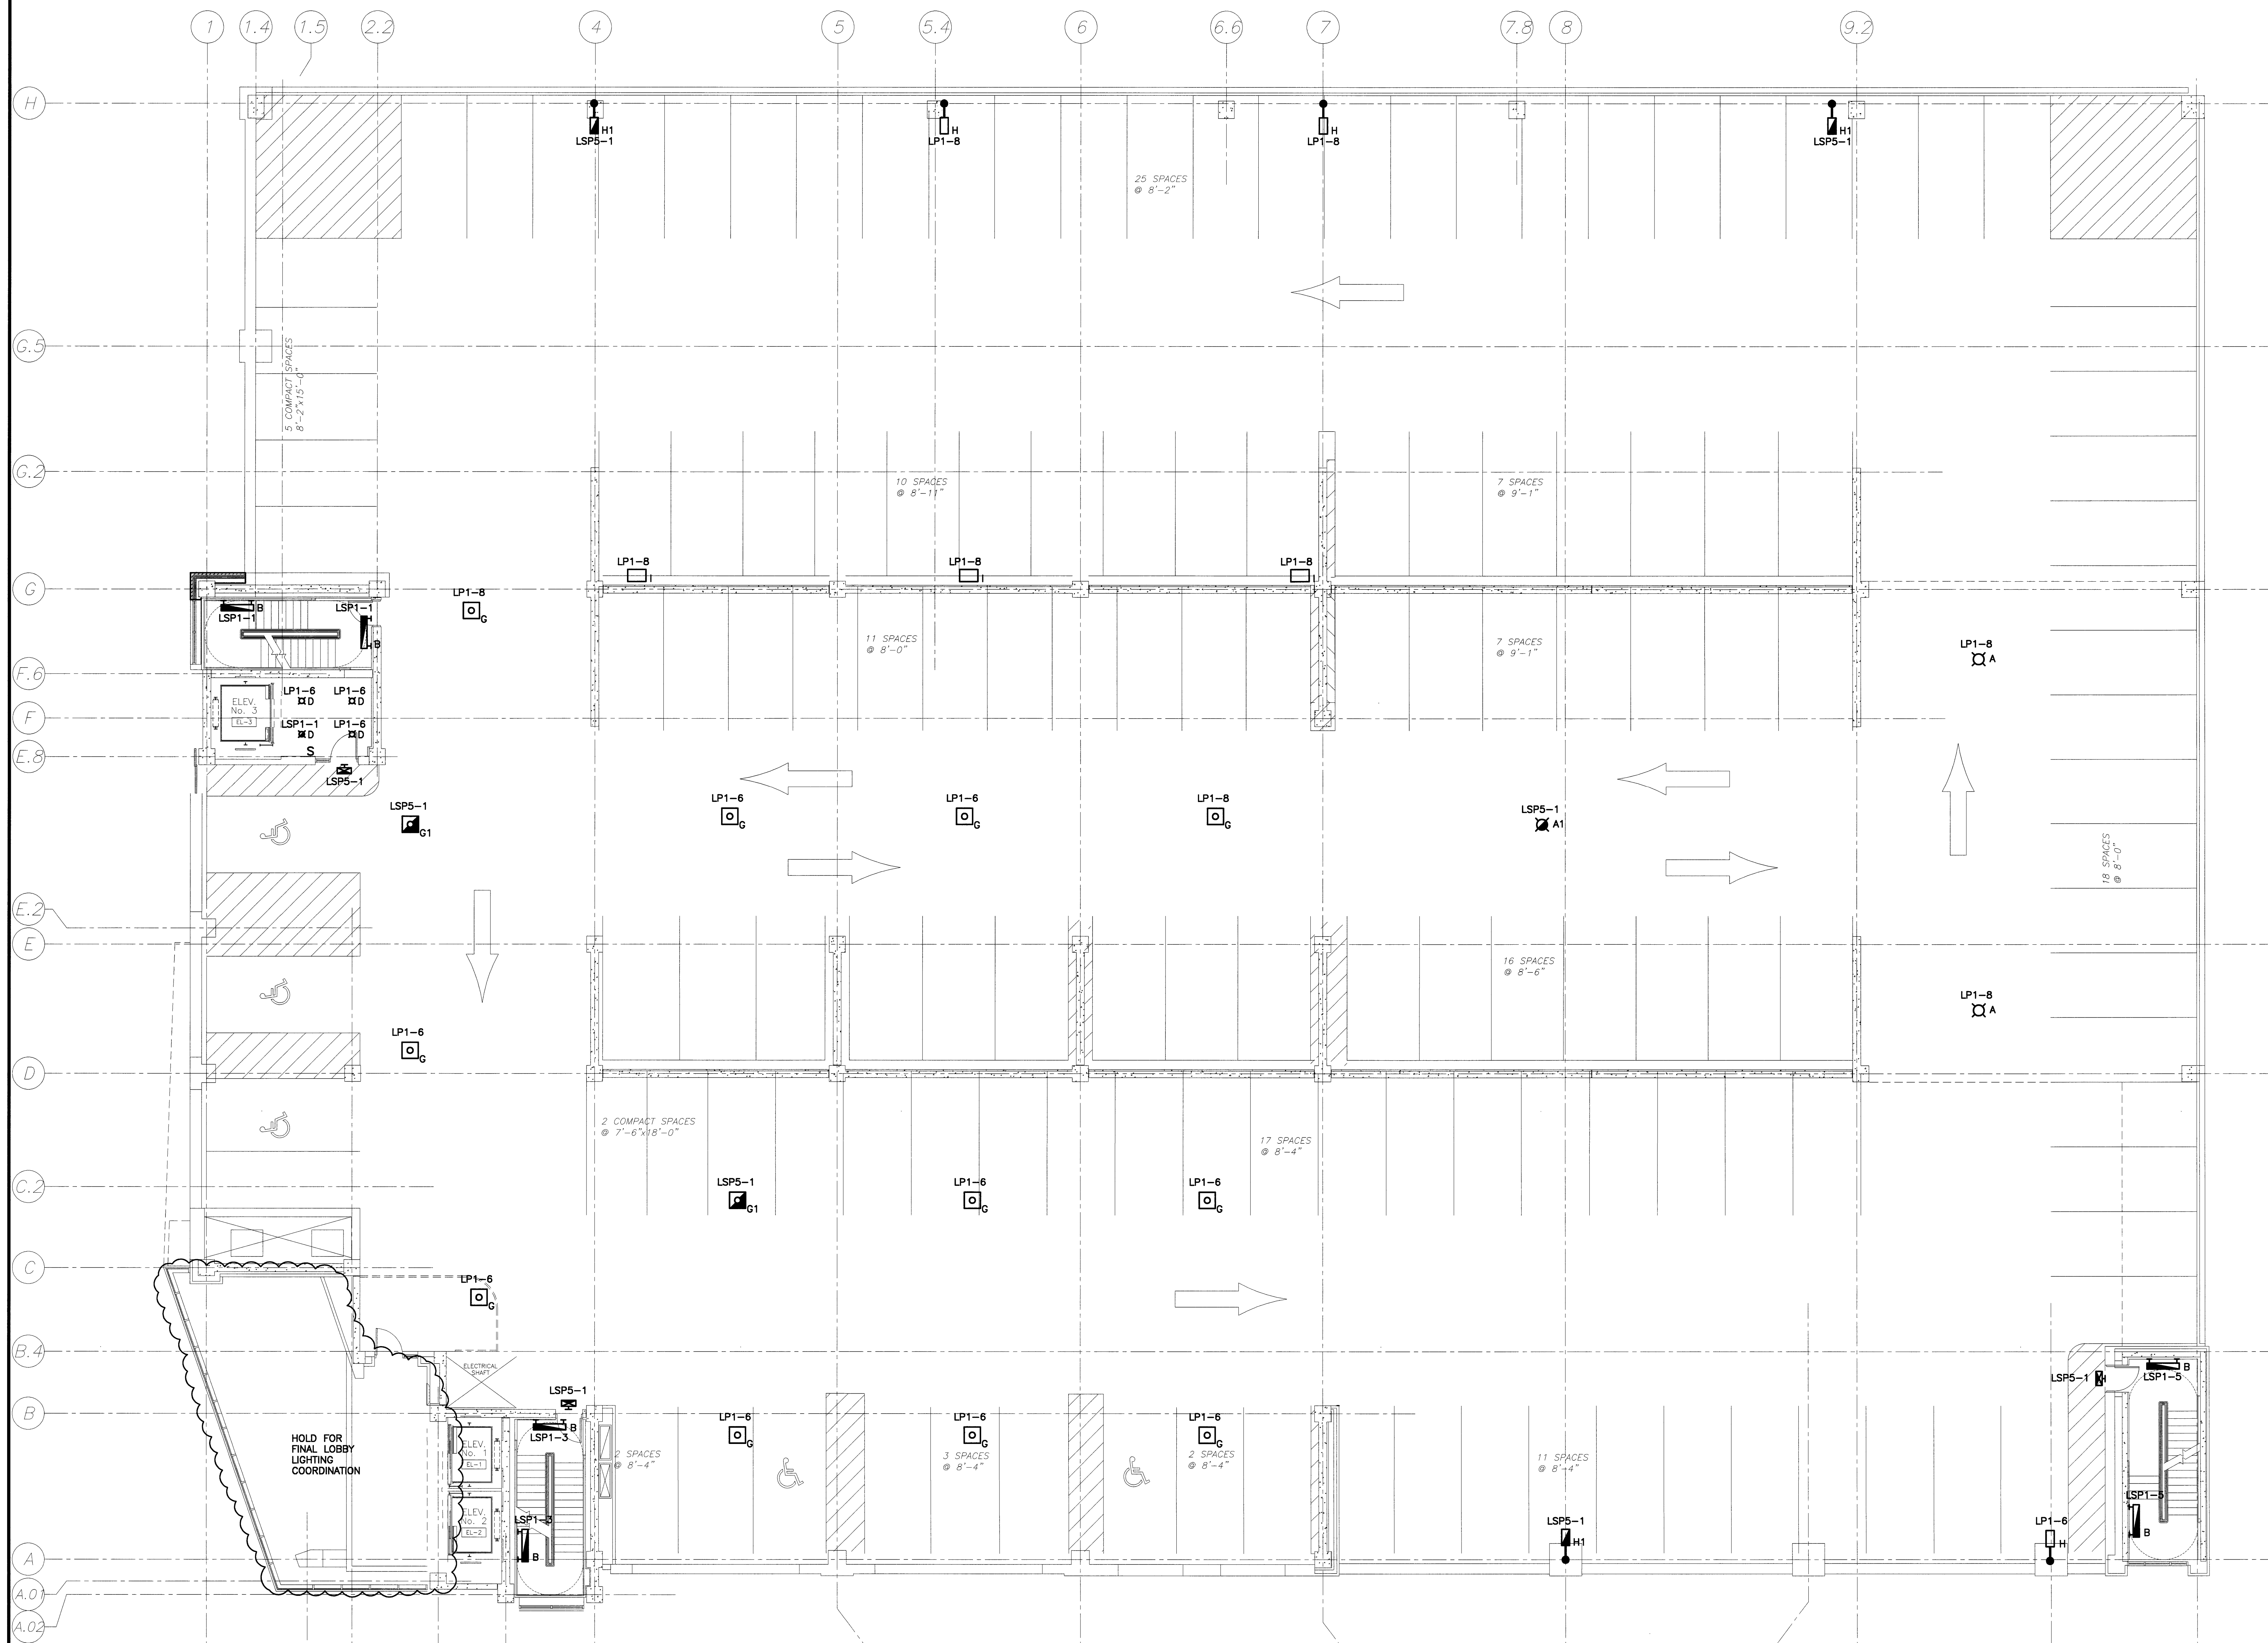 1 1.4 1.5 2.2 4 5 5.4 6 6.6 7 7.8 8 9.2
H
H1 H H H1
LSP5-1 LP1-8 LP1-8 LSP5-1
25 SPACES
@ 8'-2"
G.5
5 COMPACT SPACES
8'-2"x15'-0"
G.2
10 SPACES
@ 8'-11"
7 SPACES
@ 9'-1"
LP1-8 LP1-8 LP1-8
I I I
G
LP1-8
G
B LSP1-1
LSP1-1
B
11 SPACES
@ 8'-0"
7 SPACES
@ 9'-1"
LP1-8
A
F.6
LP1-6 LP1-6
D D
ELEV.
No. 3
EL-3
F
LSP1-1 LP1-6
D D
S
E.8
LSP5-1
LSP5-1
G1
LP1-6 LP1-6 LP1-8
G G G
LSP5-1
A1
18 SPACES
@ 8'-0"
E.2
E
16 SPACES
@ 8'-6"
LP1-8
A
LP1-6
G
D
2 COMPACT SPACES
@ 7'-6"x18'-0"
17 SPACES
@ 8'-4"
C.2
LSP5-1 LP1-6 LP1-6
G1 G G
C
LP1-6
G
B.4
ELECTRICAL
SHAFT
LSP5-1
B
LSP5-1
LSP1-5
B
B
LSP1-3
LP1-6 LP1-6 LP1-6
G G G
HOLD FOR
FINAL LOBBY
LIGHTING
COORDINATION
ELEV.
No. 1
EL-1
2 SPACES
@ 8'-4"
3 SPACES
@ 8'-4"
2 SPACES
@ 8'-4"
11 SPACES
@ 8'-4"
ELEV.
No. 2
EL-2
LSP1-3
B
LSP5-1
H1
LP1-6
H
LSP1-5
B
A
A.01
A.02